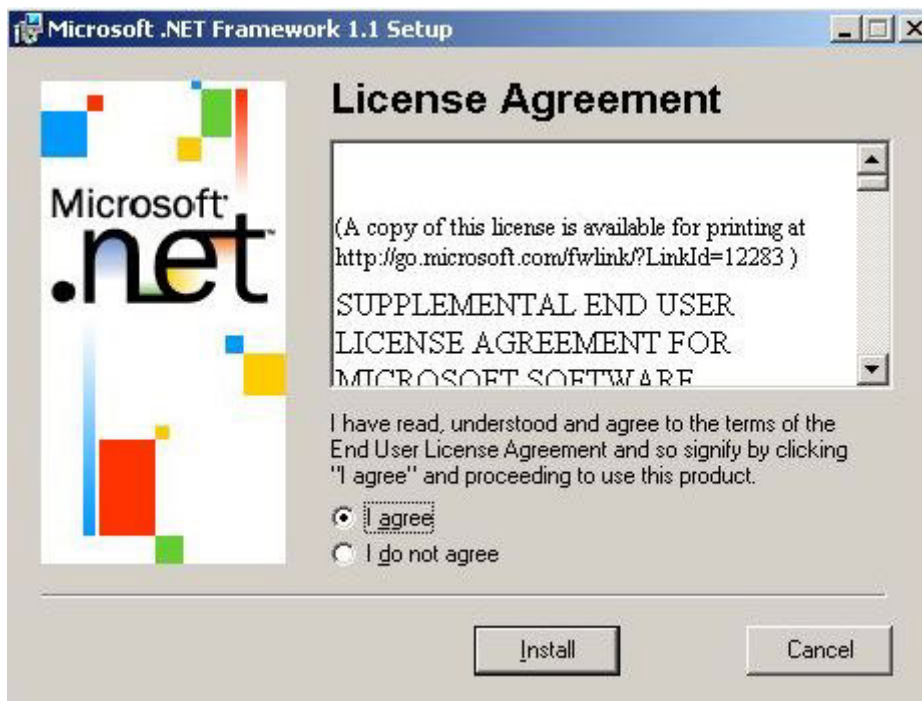 Microsoft .NET Framework 1.1 Setup
Microsoft
.net
License Agreement
(A copy of this license is available for printing at
http://go.microsoft.com/fwlink/?LinkId=12283 )
SUPPLEMENTAL END USER
LICENSE AGREEMENT FOR
MICROSOFT SOFTWARE
I have read, understood and agree to the terms of the
End User License Agreement and so signify by clicking
"I agree" and proceeding to use this product.
I agree
I do not agree
Install
Cancel